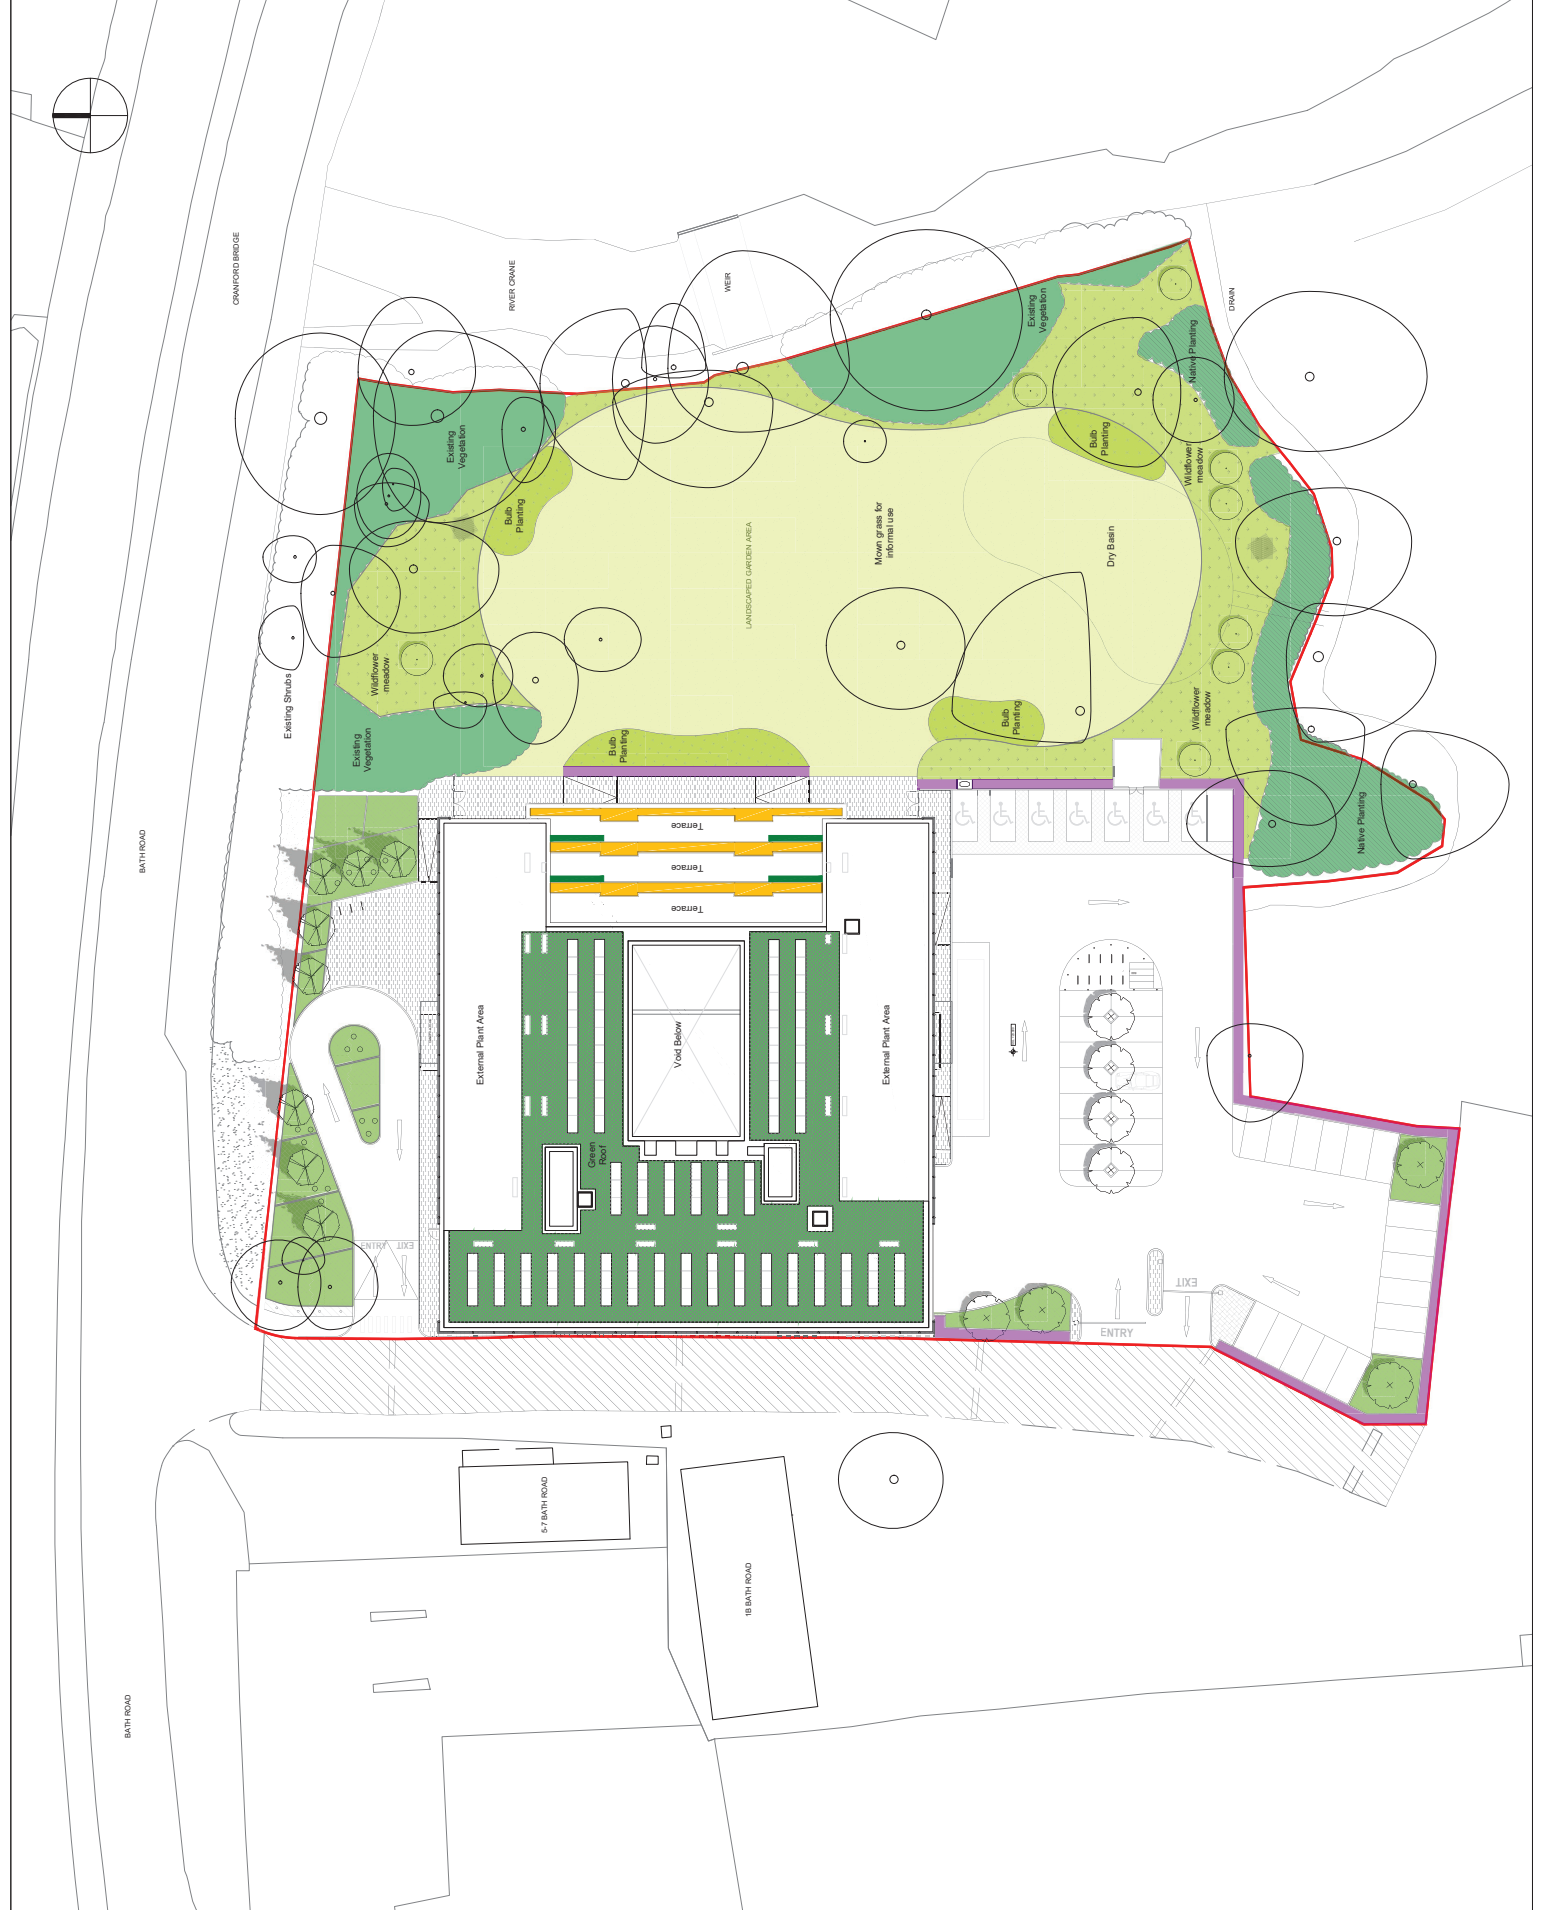 CRANFORD BRIDGE
RIVER CRANE
WEIR
DRAIN
Existing
Vegetation
Native Planting
Existing
Vegetation
Bulb
Planting
Bulb
Planting
Wildflower
meadow
Mown grass for
informal use
Dry Basin
LANDSCAPED GARDEN AREA
Existing Shrubs
Wildflower
meadow
Existing
Vegetation
Bulb
Planting
Bulb
Planting
Wildflower
meadow
Native Planting
BATH ROAD
Terrace
Terrace
Terrace
External Plant Area
Void Below
External Plant Area
Green
Roof
ENTRY
EXIT
EXIT
ENTRY
5-7 BATH ROAD
1B BATH ROAD
BATH ROAD